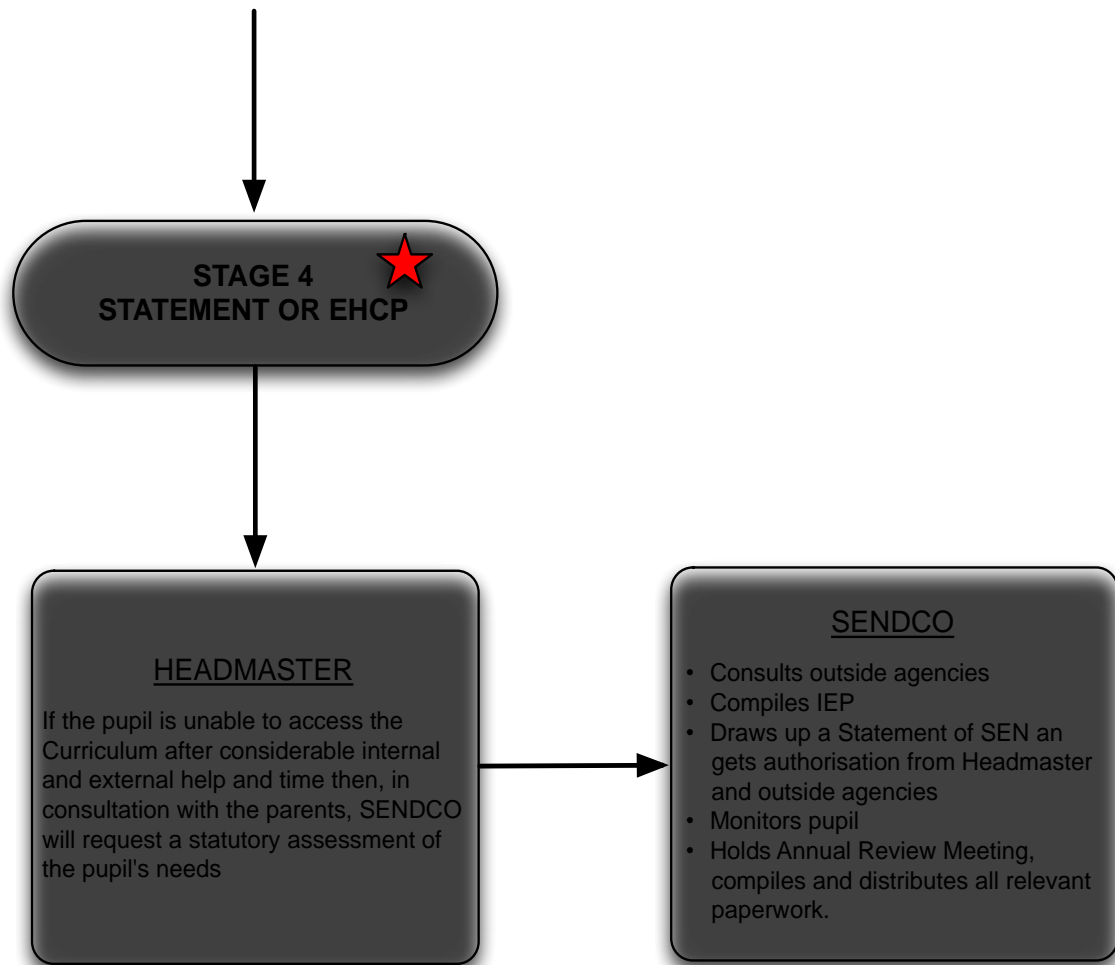 STAGE 4
STATEMENT OR EHCP
HEADMASTER
If the pupil is unable to access the
Curriculum after considerable internal
and external help and time then, in
consultation with the parents, SENDCO
will request a statutory assessment of
the pupil's needs
SENDCO
• Consults outside agencies
• Compiles IEP
• Draws up a Statement of SEN an
gets authorisation from Headmaster
and outside agencies
• Monitors pupil
• Holds Annual Review Meeting,
compiles and distributes all relevant
paperwork.